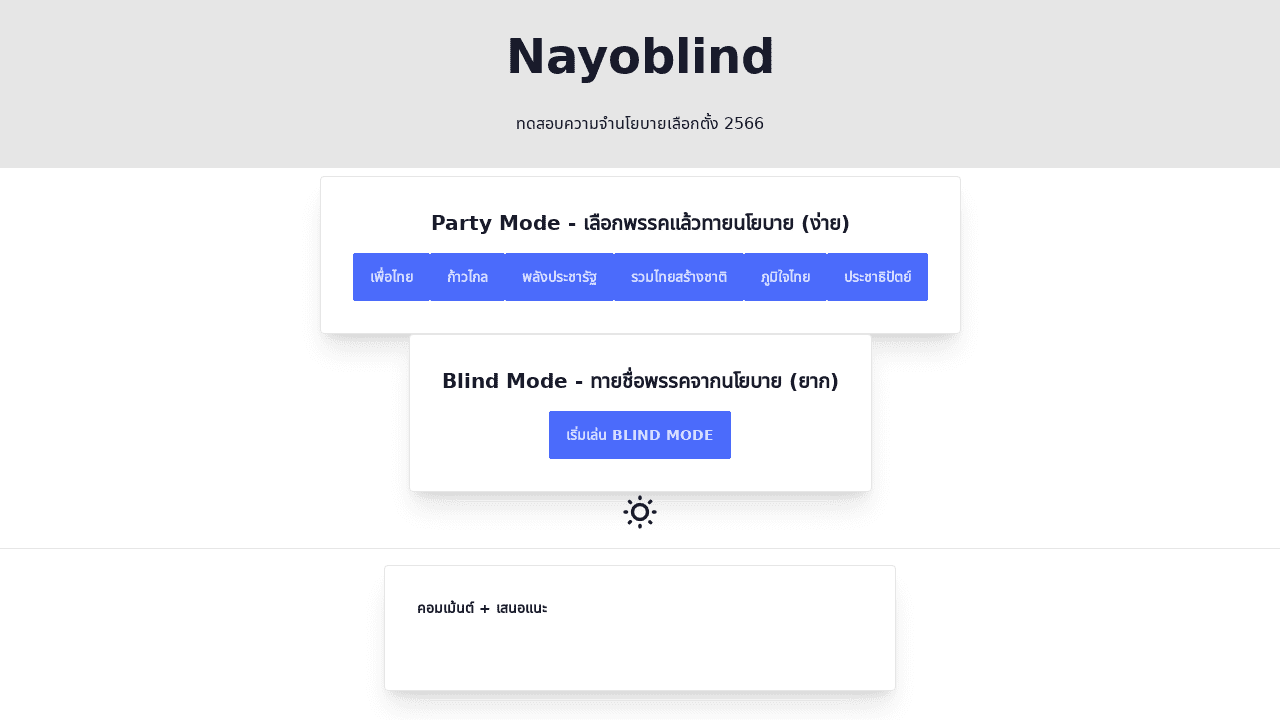 Nayoblind
ทดสอบความจำนโยบายเลือกตั้ง 2566
Party Mode - เลือกพรรคแล้วทายนโยบาย (ง่าย)
เพื่อไทย ก้าวไกล พลังประชารัฐ รวมไทยสร้างชาติ ภูมิใจไทย ประชาธิปัตย์
Blind Mode - ทายชื่อพรรคจากนโยบาย (ยาก)
เริ่มเล่น BLIND MODE
คอมเม้นต์ + เสนอแนะ